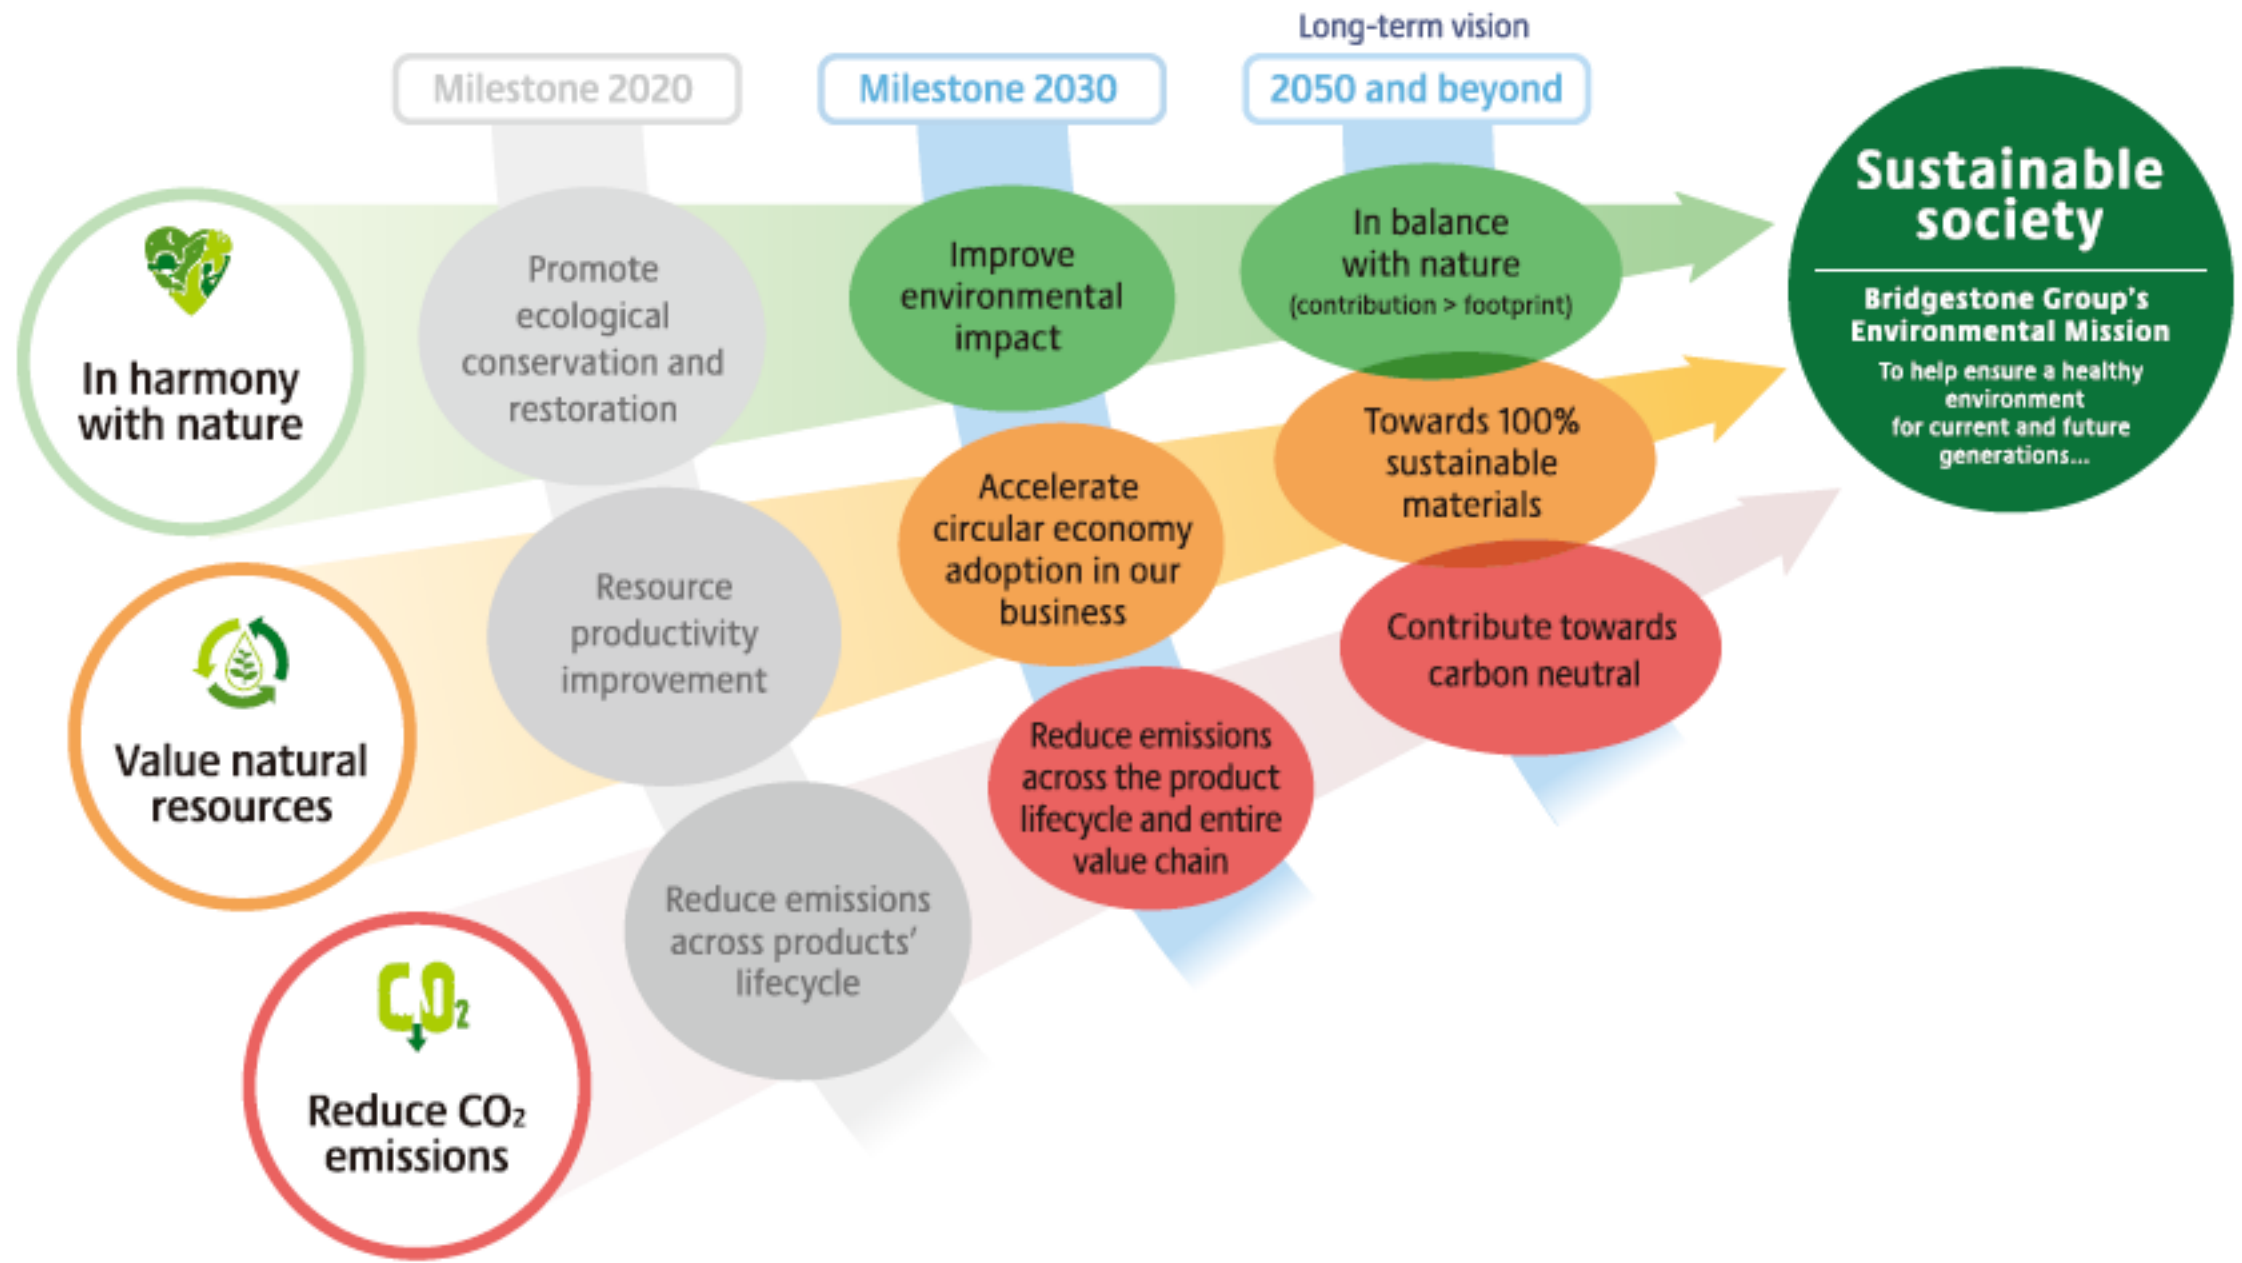 Long-term vision
Milestone 2020
Milestone 2030
2050 and beyond
In harmony
with nature
Promote
ecological
conservation and
restoration
Improve
environmental
impact
In balance
with nature
(contribution > footprint)
Value natural
resources
Resource
productivity
improvement
Accelerate
circular economy
adoption in our
business
Towards 100%
sustainable
materials
CO₂
Reduce CO₂
emissions
Reduce emissions
across products’
lifecycle
Reduce emissions
across the product
lifecycle and entire
value chain
Contribute towards
carbon neutral
Sustainable
society
Bridgestone Group’s
Environmental Mission
To help ensure a healthy
environment
for current and future
generations...